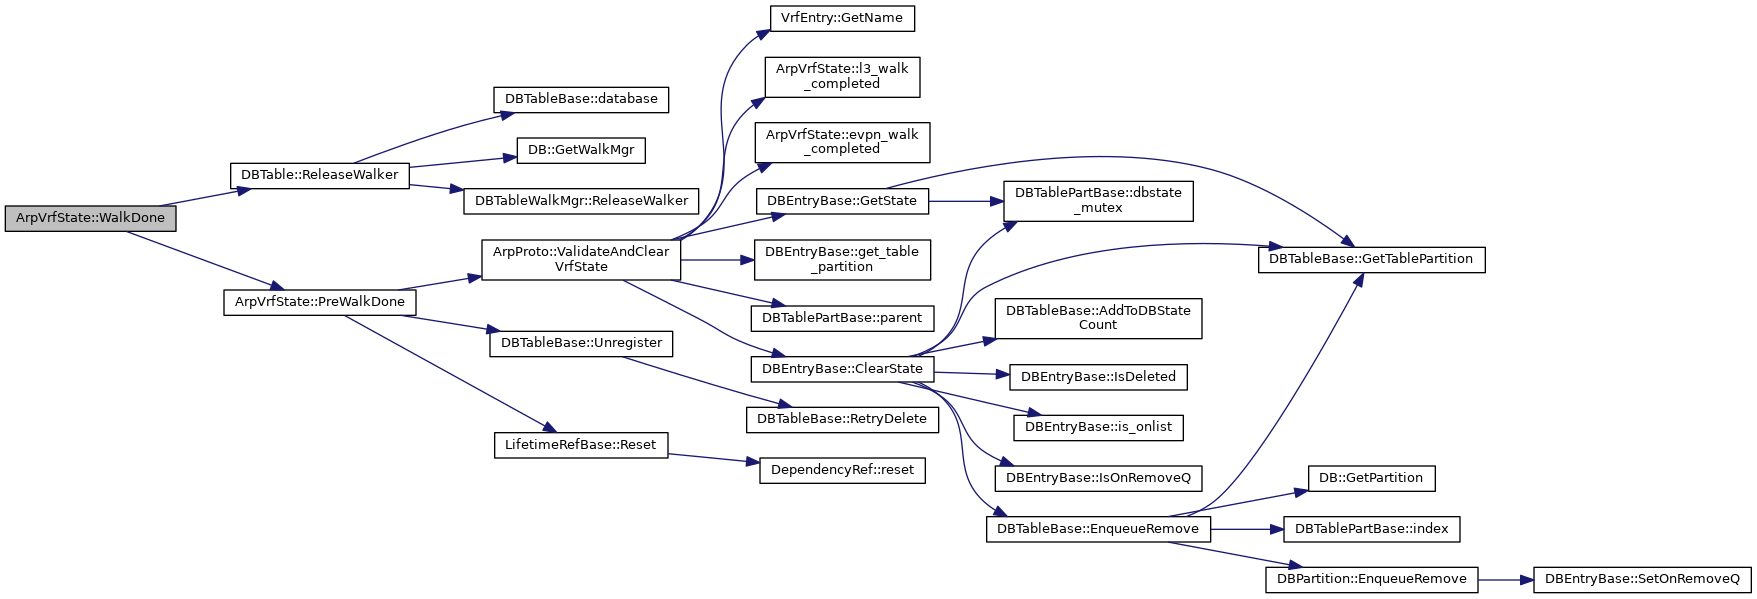 ArpVrfState::WalkDone
DBTable::ReleaseWalker
DBTableBase::database
DB::GetWalkMgr
DBTableWalkMgr::ReleaseWalker
ArpVrfState::PreWalkDone
ArpProto::ValidateAndClear
VrfState
VrfEntry::GetName
ArpVrfState::l3_walk
_completed
ArpVrfState::evpn_walk
_completed
DBEntryBase::GetState
DBTablePartBase::dbstate
_mutex
DBTableBase::GetTablePartition
DBEntryBase::get_table
_partition
DBTablePartBase::parent
DBEntryBase::ClearState
DBTableBase::AddToDBState
Count
DBEntryBase::IsDeleted
DBEntryBase::is_onlist
DBEntryBase::IsOnRemoveQ
DBTableBase::EnqueueRemove
DB::GetPartition
DBTablePartBase::index
DBPartition::EnqueueRemove
DBEntryBase::SetOnRemoveQ
DBTableBase::Unregister
DBTableBase::RetryDelete
LifetimeRefBase::Reset
DependencyRef::reset